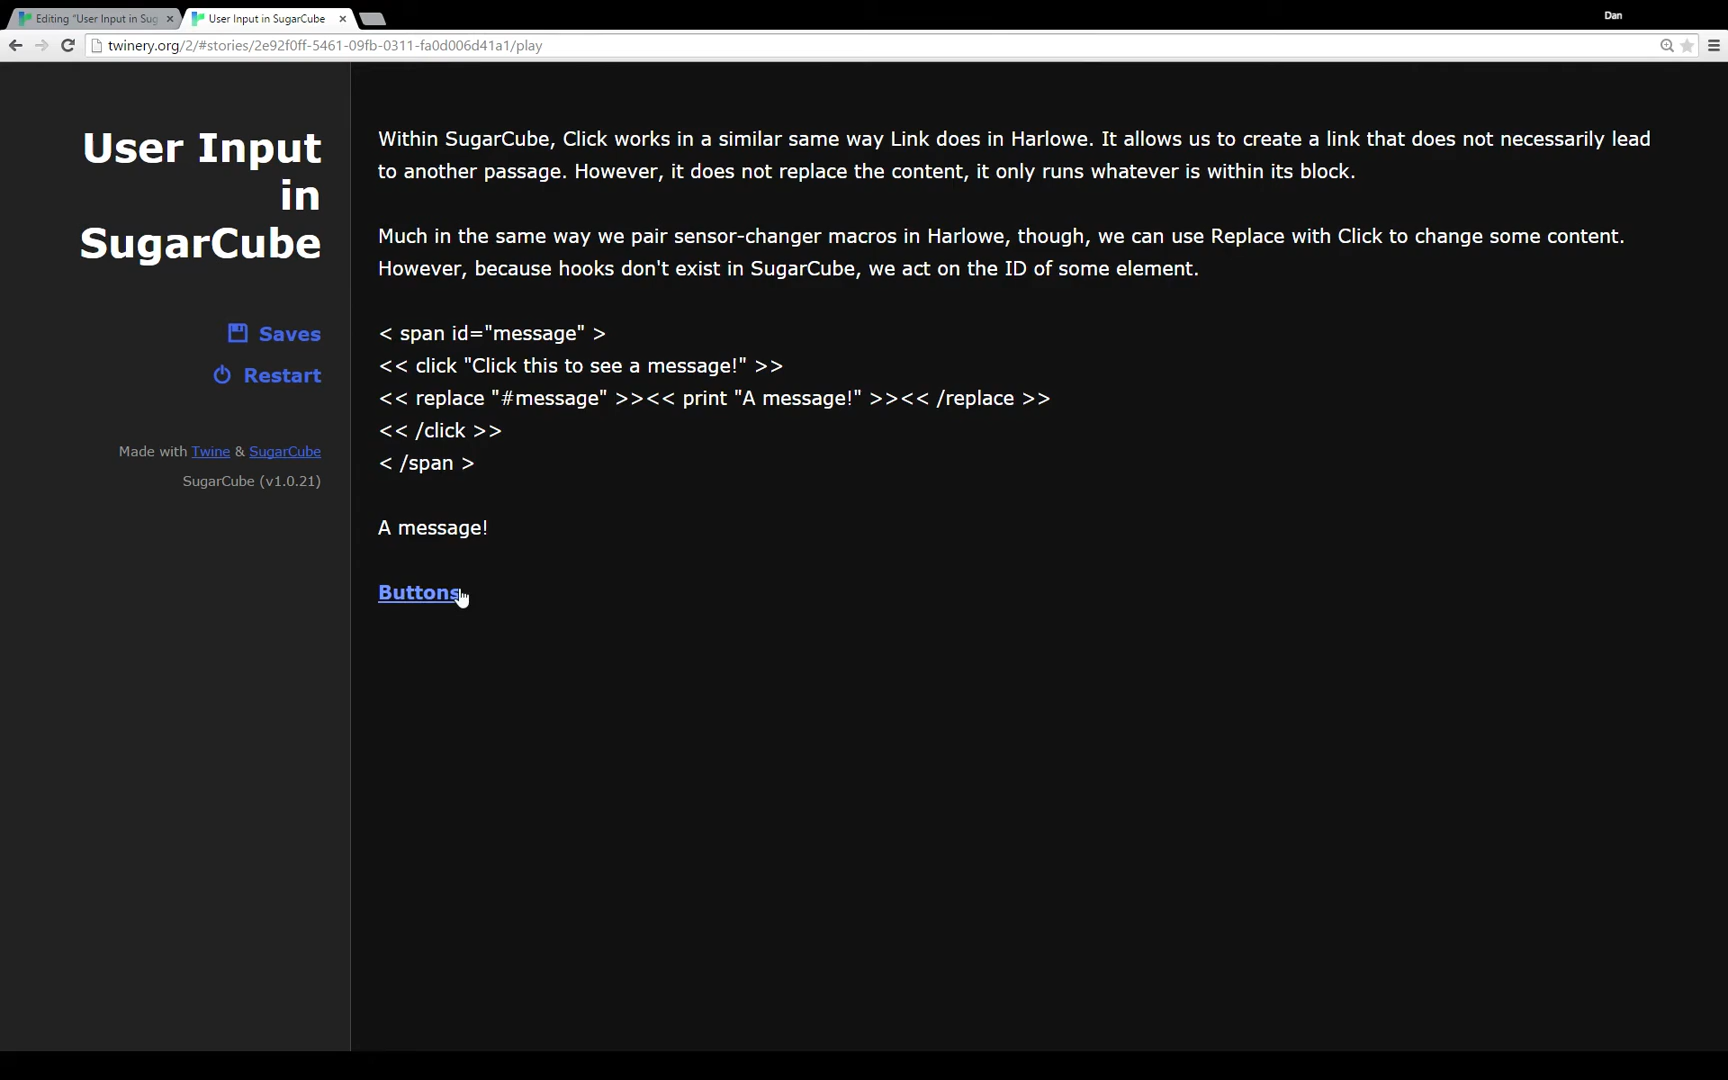 Editing "User Input in Sug
User Input in SugarCube
Dan
twinery.org/2/#stories/2e92f0ff-5461-09fb-0311-fa0d006d41a1/play
User Input
in
SugarCube
Saves
Restart
Made with Twine & SugarCube
SugarCube (v1.0.21)
Within SugarCube, Click works in a similar same way Link does in Harlowe. It allows us to create a link that does not necessarily lead
to another passage. However, it does not replace the content, it only runs whatever is within its block.
Much in the same way we pair sensor-changer macros in Harlowe, though, we can use Replace with Click to change some content.
However, because hooks don't exist in SugarCube, we act on the ID of some element.
< span id="message" >
<< click "Click this to see a message!" >>
<< replace "#message" >><< print "A message!" >><< /replace >>
<< /click >>
< /span >
A message!
Buttons